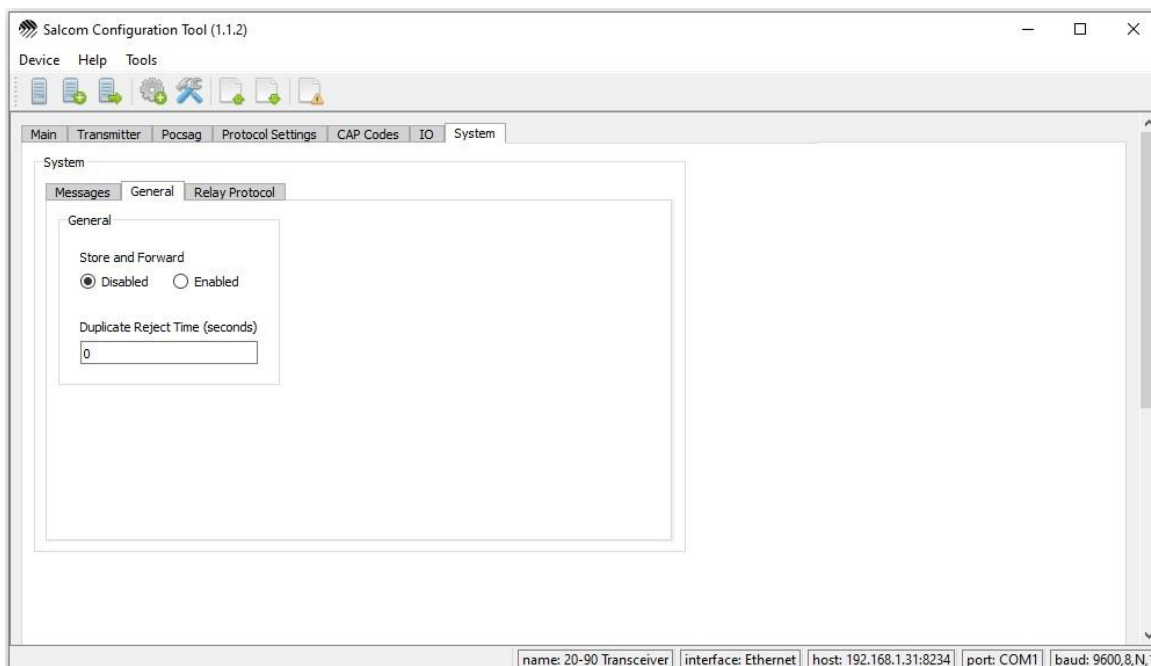 Salcom Configuration Tool (1.1.2)
Device Help Tools
Main Transmitter Pocsag Protocol Settings CAP Codes IO System
System
Messages General Relay Protocol
General
Store and Forward
Disabled Enabled
Duplicate Reject Time (seconds)
0
name: 20-90 Transceiver interface: Ethernet host: 192.168.1.31:8234 port: COM1 baud: 9600,8,N,